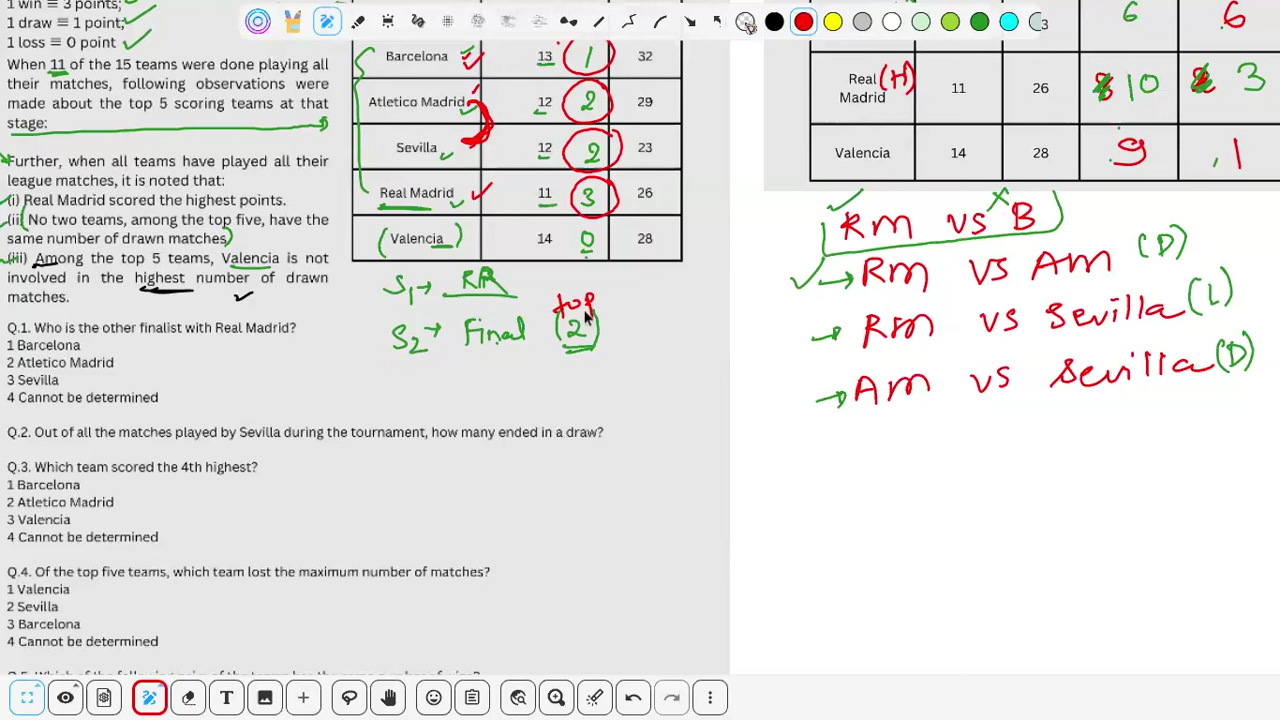 1 win ≡ 3 points;
1 draw ≡ 1 point;
1 loss ≡ 0 point
When 11 of the 15 teams were done playing all
their matches, following observations were
made about the top 5 scoring teams at that
stage:
Further, when all teams have played all their
league matches, it is noted that:
(i) Real Madrid scored the highest points.
(ii) No two teams, among the top five, have the
same number of drawn matches
(iii) Among the top 5 teams, Valencia is not
involved in the highest number of drawn
matches.
Barcelona 13 1 32
Atletico Madrid 12 2 29
Sevilla 12 2 23
Real Madrid 11 3 26
(Valencia) 14 0 28
S1→ RR
S2→ Final (2)
top
Q.1. Who is the other finalist with Real Madrid?
1 Barcelona
2 Atletico Madrid
3 Sevilla
4 Cannot be determined
Q.2. Out of all the matches played by Sevilla during the tournament, how many ended in a draw?
Q.3. Which team scored the 4th highest?
1 Barcelona
2 Atletico Madrid
3 Valencia
4 Cannot be determined
Q.4. Of the top five teams, which team lost the maximum number of matches?
1 Valencia
2 Sevilla
3 Barcelona
4 Cannot be determined
6 6
Real (H)
Madrid 11 26 10 3
Valencia 14 28 9 1
Rm vs B
→ Rm vs Am (D)
→ Rm vs Sevilla (L)
→ Am vs Sevilla (D)